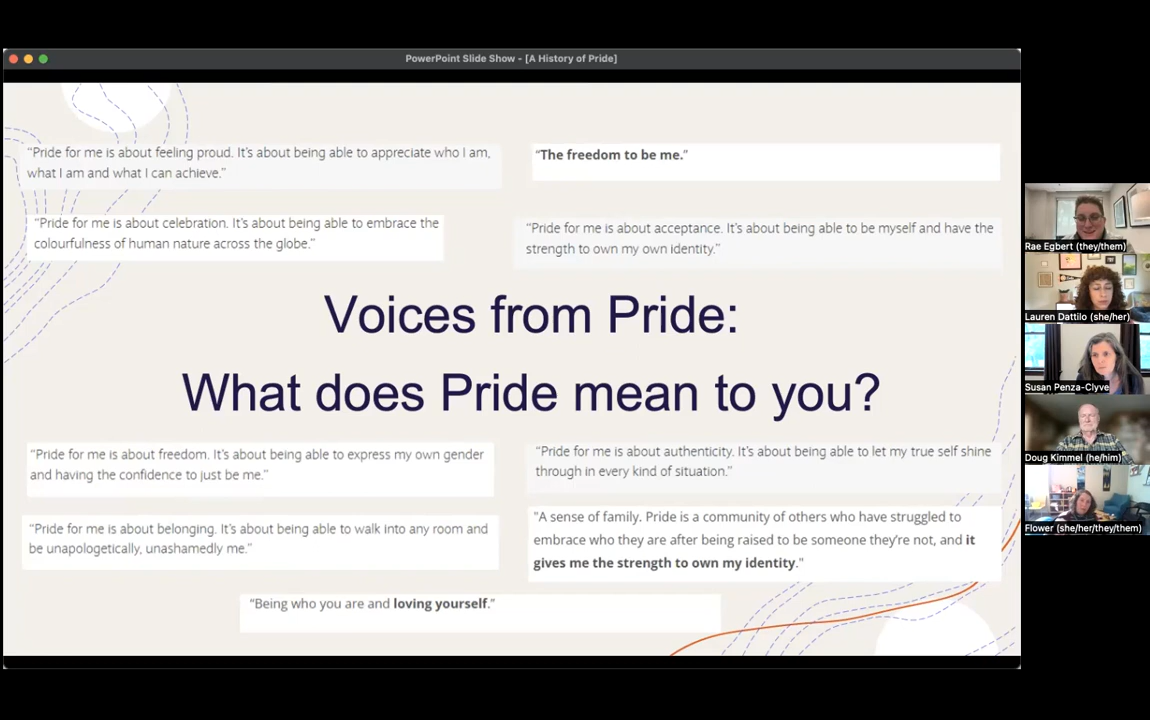 PowerPoint Slide Show - [A History of Pride]
“Pride for me is about feeling proud. It’s about being able to appreciate who I am,
what I am and what I can achieve.”
“The freedom to be me.”
“Pride for me is about celebration. It’s about being able to embrace the
colourfulness of human nature across the globe.”
“Pride for me is about acceptance. It’s about being able to be myself and have the
strength to own my own identity.”
Voices from Pride:
What does Pride mean to you?
“Pride for me is about freedom. It’s about being able to express my own gender
and having the confidence to just be me.”
“Pride for me is about authenticity. It’s about being able to let my true self shine
through in every kind of situation.”
“Pride for me is about belonging. It’s about being able to walk into any room and
be unapologetically, unashamedly me.”
"A sense of family. Pride is a community of others who have struggled to
embrace who they are after being raised to be someone they’re not, and it
gives me the strength to own my identity."
“Being who you are and loving yourself.”
Rae Egbert (they/them)
Lauren Dattilo (she/her)
Susan Penza-Clyve
Doug Kimmel (he/him)
Flower (she/her/they/them)